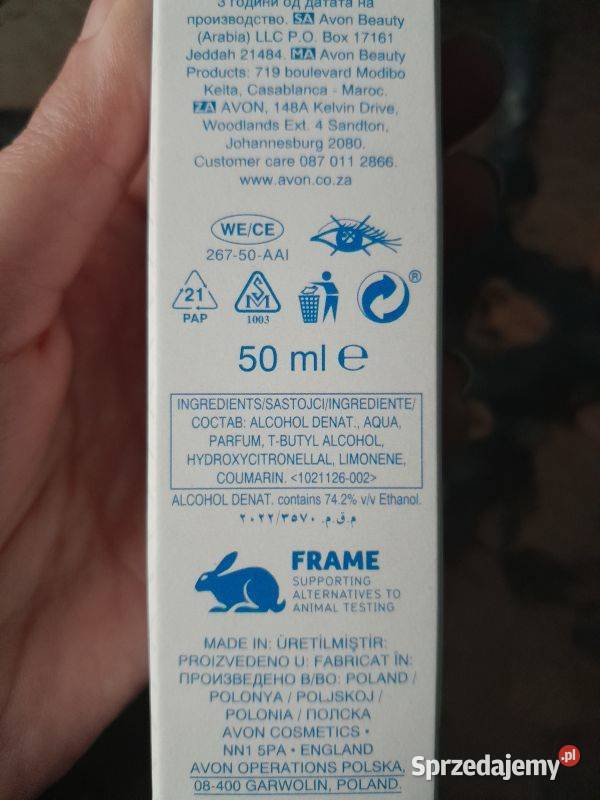 3 години од датата на
производство. SA Avon Beauty
(Arabia) LLC P.O. Box 17161
Jeddah 21484. MA Avon Beauty
Products: 719 boulevard Modibo
Keita, Casablanca - Maroc.
ZA AVON, 148A Kelvin Drive,
Woodlands Ext. 4 Sandton,
Johannesburg 2080.
Customer care 087 011 2866.
www.avon.co.za
WE/CE
267-50-AAI
21
PAP
SM
1003
®
50 ml ℮
INGREDIENTS/SASTOJCI/INGREDIENTE/
СОСТАВ: ALCOHOL DENAT., AQUA,
PARFUM, T-BUTYL ALCOHOL,
HYDROXYCITRONELLAL, LIMONENE,
COUMARIN. <1021126-002>
ALCOHOL DENAT. contains 74.2% v/v Ethanol.
م.ق.م. ٢٠٢٢/٣٥٧٠
FRAME
SUPPORTING
ALTERNATIVES TO
ANIMAL TESTING
MADE IN: ÜRETİLMİŞTİR:
PROIZVEDENO U: FABRICAT ÎN:
ПРОИЗВЕДЕНО В/ВО: POLAND /
POLONYA / POLJSKOJ /
POLONIA / ПОЛСКА
AVON COSMETICS •
NN1 5PA • ENGLAND
AVON OPERATIONS POLSKA,
08-400 GARWOLIN, POLAND.
Sprzedajemy.pl